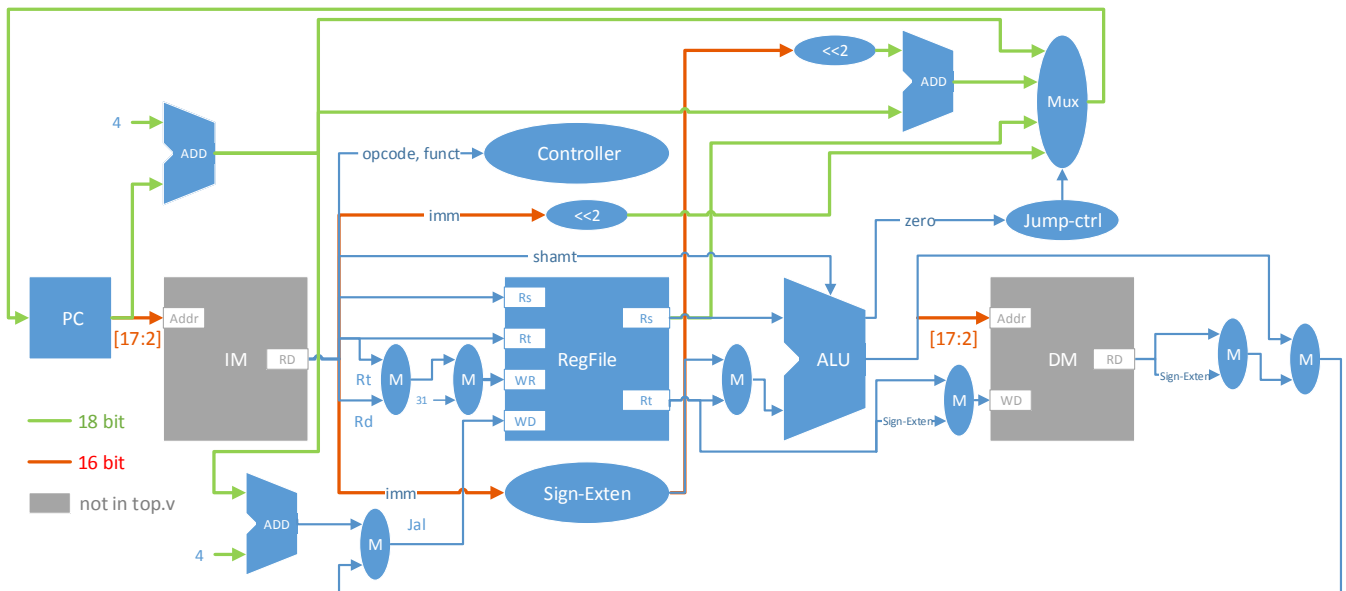 <<2
ADD
Mux
4
ADD
opcode, funct
Controller
imm
<<2
zero
Jump-ctrl
shamt
PC
[17:2]
Addr
IM
RD
Rs
Rt
WR
WD
RegFile
Rs
Rt
ALU
[17:2]
Addr
DM
RD
WD
Rt
Rd
M
31
M
M
Sign-Exten
M
Sign-Exten
M
M
18 bit
16 bit
not in top.v
imm
Sign-Exten
4
ADD
M
Jal